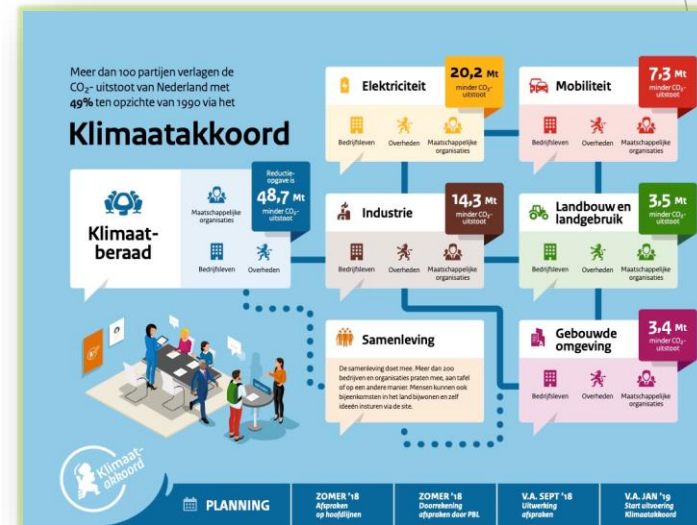 Meer dan 100 partijen verlagen de
CO₂- uitstoot van Nederland met
49% ten opzichte van 1990 via het
Klimaatakkoord
Klimaat-
beraad
Maatschappelijke
organisaties
Bedrijfsleven
Overheden
Reductie-
opgave is
48,7 Mt
minder CO₂-
uitstoot
Elektriciteit
20,2 Mt
minder CO₂-
uitstoot
Bedrijfsleven
Overheden
Maatschappelijke
organisaties
Mobiliteit
7,3 Mt
minder CO₂-
uitstoot
Bedrijfsleven
Overheden
Maatschappelijke
organisaties
Industrie
14,3 Mt
minder CO₂-
uitstoot
Bedrijfsleven
Overheden
Maatschappelijke
organisaties
Landbouw en
landgebruik
3,5 Mt
minder CO₂-
uitstoot
Bedrijfsleven
Overheden
Maatschappelijke
organisaties
Samenleving
De samenleving doet mee. Meer dan 200
bedrijven en organisaties praten mee, aan tafel
of op een andere manier. Mensen kunnen ook
bijeenkomsten in het land bijwonen en zelf
ideeën insturen via de site.
Gebouwde
omgeving
3,4 Mt
minder CO₂-
uitstoot
Bedrijfsleven
Overheden
Maatschappelijke
organisaties
Klimaat-
akkoord
PLANNING
ZOMER '18
Afspraken
op hoofdlijnen
ZOMER '18
Doorrekening
afspraken door PBL
V.A. SEPT '18
Uitwerking
afspraken
V.A. JAN '19
Start uitvoering
Klimaatakkoord